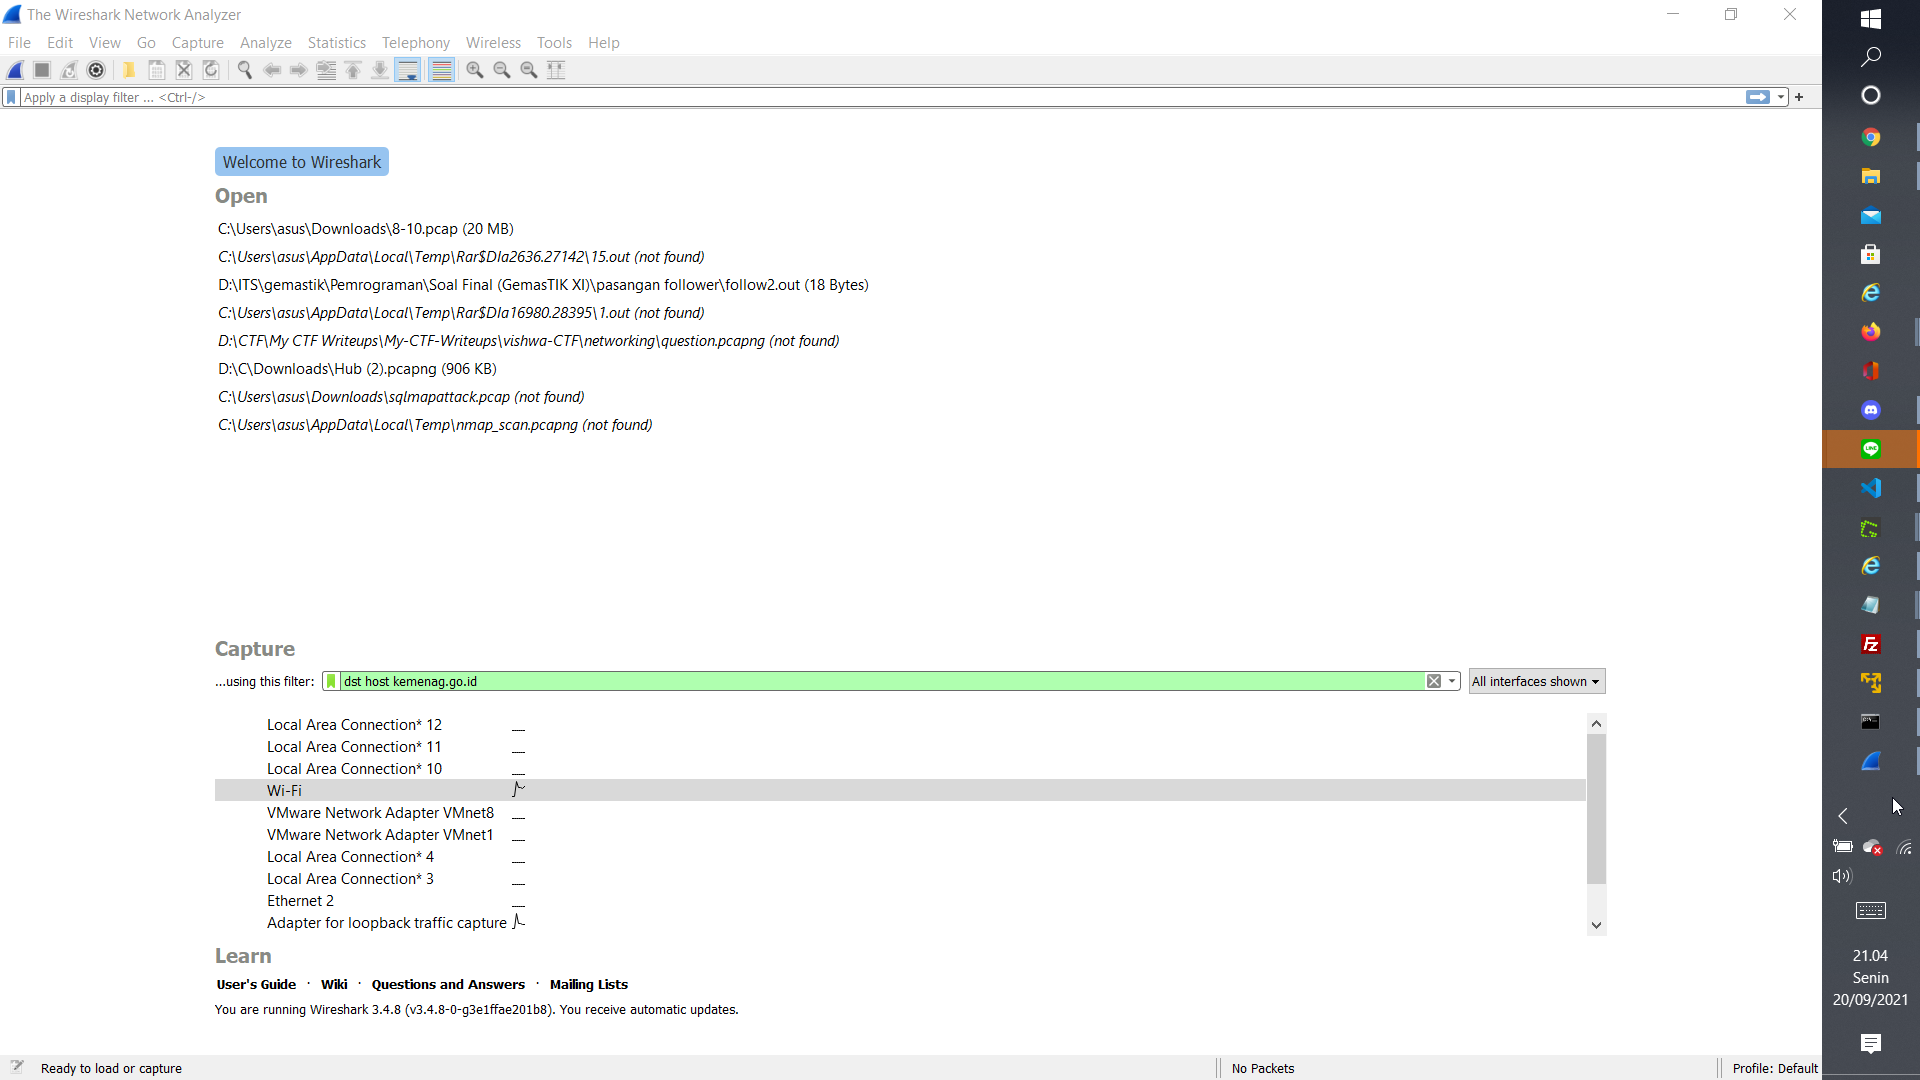 The Wireshark Network Analyzer
File Edit View Go Capture Analyze Statistics Telephony Wireless Tools Help
Apply a display filter ... <Ctrl-/>
Welcome to Wireshark
Open
C:\Users\asus\Downloads\8-10.pcap (20 MB)
C:\Users\asus\AppData\Local\Temp\Rar$DIa2636.27142\15.out (not found)
D:\ITS\gemastik\Pemrograman\Soal Final (GemasTIK XI)\pasangan follower\follow2.out (18 Bytes)
C:\Users\asus\AppData\Local\Temp\Rar$DIa16980.28395\1.out (not found)
D:\CTF\My CTF Writeups\My-CTF-Writeups\vishwa-CTF\networking\question.pcapng (not found)
D:\C\Downloads\Hub (2).pcapng (906 KB)
C:\Users\asus\Downloads\sqlmapattack.pcap (not found)
C:\Users\asus\AppData\Local\Temp\nmap_scan.pcapng (not found)
Capture
...using this filter: dst host kemenag.go.id All interfaces shown
Local Area Connection* 12
Local Area Connection* 11
Local Area Connection* 10
Wi-Fi
VMware Network Adapter VMnet8
VMware Network Adapter VMnet1
Local Area Connection* 4
Local Area Connection* 3
Ethernet 2
Adapter for loopback traffic capture
Learn
User's Guide · Wiki · Questions and Answers · Mailing Lists
You are running Wireshark 3.4.8 (v3.4.8-0-g3e1ffae201b8). You receive automatic updates.
Ready to load or capture
No Packets
Profile: Default
21.04
Senin
20/09/2021